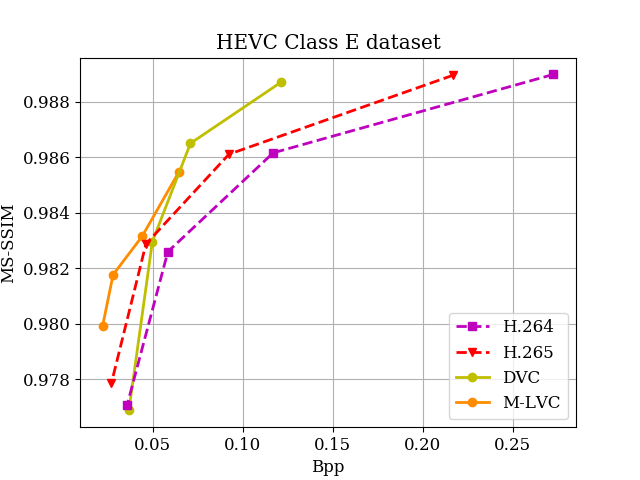 HEVC Class E dataset
0.988
0.986
0.984
0.982
0.980
0.978
MS-SSIM
0.05 0.10 0.15 0.20 0.25
Bpp
H.264
H.265
DVC
M-LVC